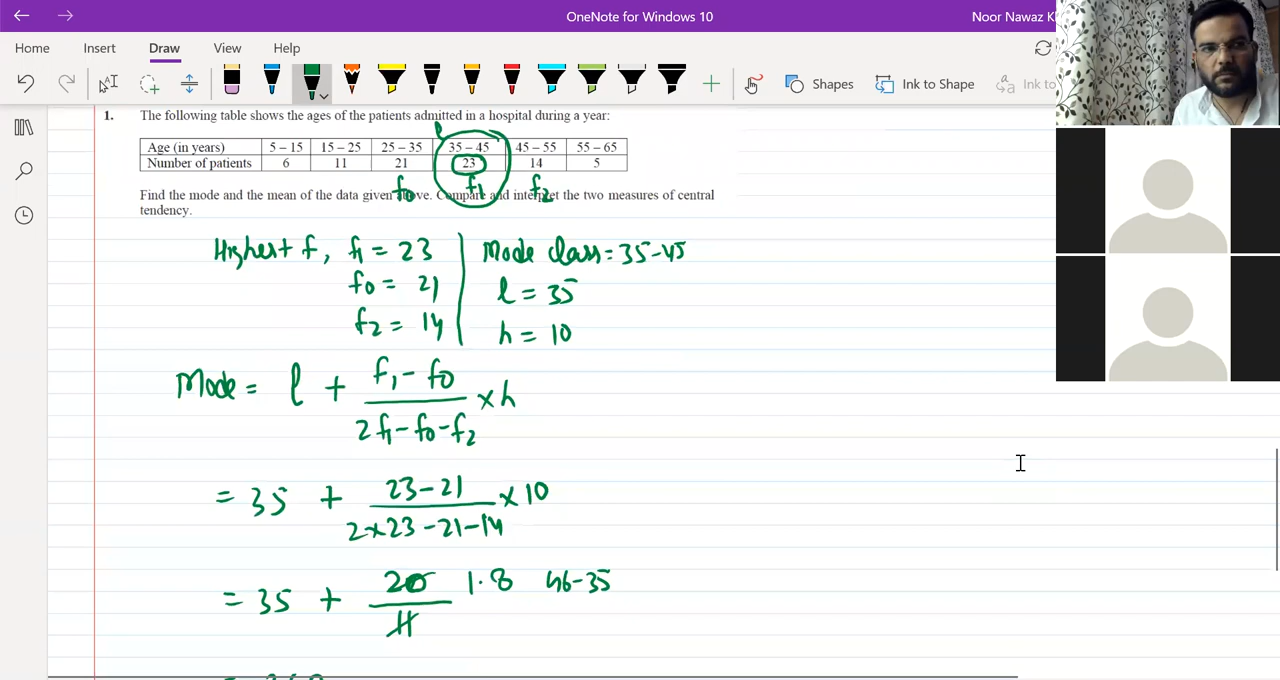 OneNote for Windows 10
Noor Nawaz K
Home Insert Draw View Help
Shapes Ink to Shape Ink to
1. The following table shows the ages of the patients admitted in a hospital during a year:
Age (in years) 5 – 15 15 – 25 25 – 35 35 – 45 45 – 55 55 – 65
Number of patients 6 11 21 23 14 5
l
f0 f1 f2
Find the mode and the mean of the data given above. Compare and interpret the two measures of central
tendency.
Highest f, f1 = 23
f0 = 21
f2 = 14
Mode class = 35-45
l = 35
h = 10
Mode = l + f1 - f0 / 2f1 - f0 - f2 × h
= 35 + 23-21 / 2×23-21-14 × 10
= 35 + 20 / 11 1.8 46-35